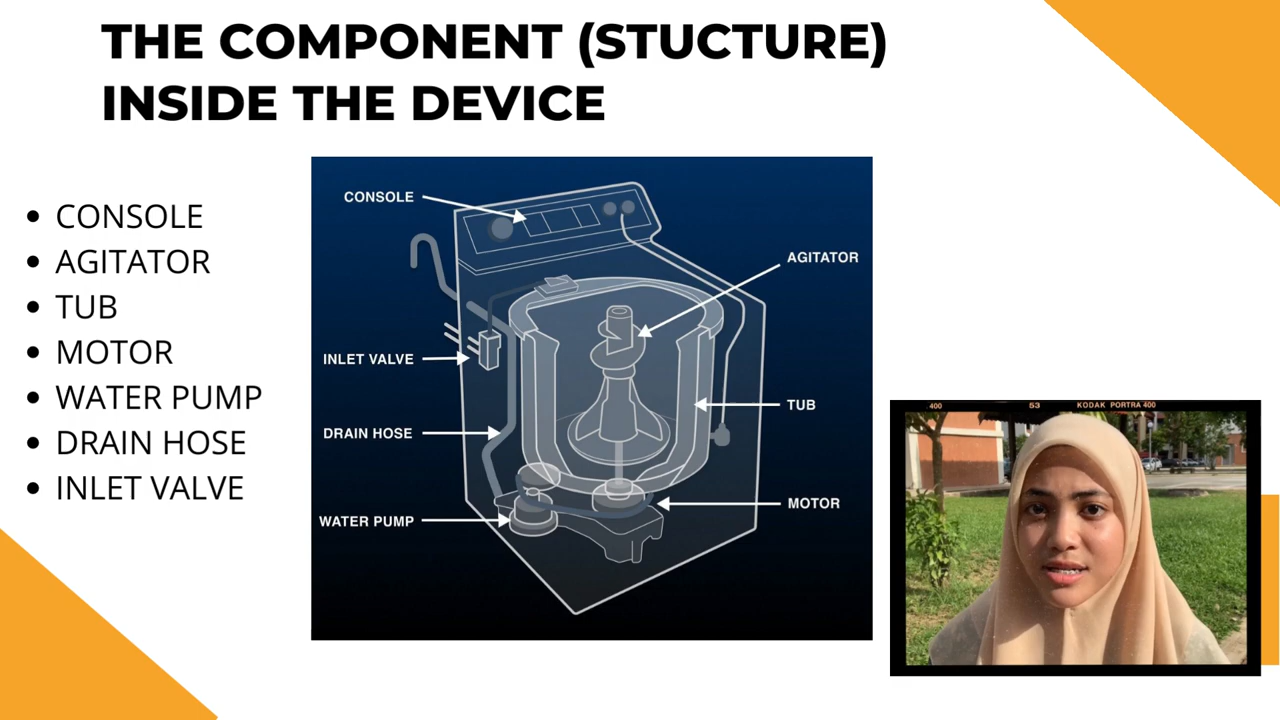 THE COMPONENT (STUCTURE)
INSIDE THE DEVICE
CONSOLE
AGITATOR
TUB
MOTOR
WATER PUMP
DRAIN HOSE
INLET VALVE
CONSOLE
AGITATOR
INLET VALVE
TUB
DRAIN HOSE
MOTOR
WATER PUMP
400 53 KODAK PORTRA 400